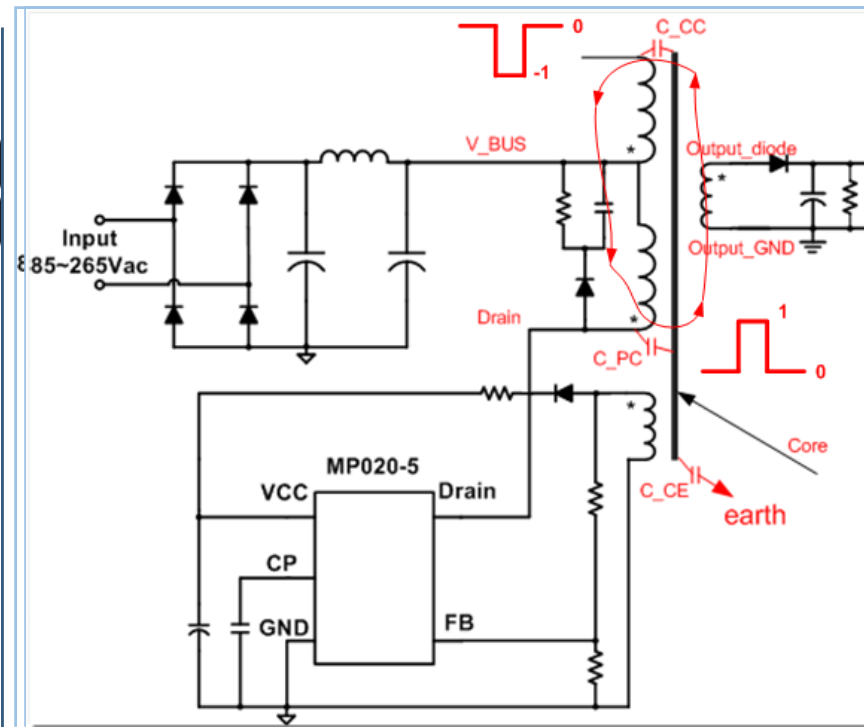 0
C_CC
-1
V_BUS
*
Output_diode
*
Input
85~265Vac
Output_GND
Drain
*
1
C_PC
0
*
Core
MP020-5
VCC
Drain
C_CE
earth
CP
GND
FB